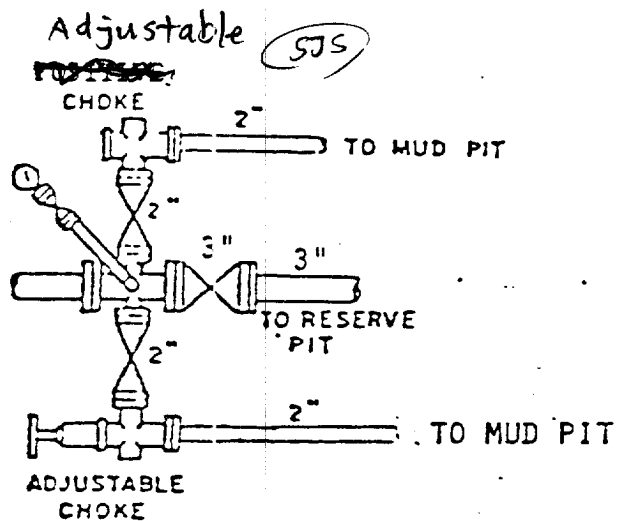 Adjustable
SJS
CHOKE
2"
TO MUD PIT
2"
3"
3"
TO RESERVE
PIT
2"
2"
TO MUD PIT
ADJUSTABLE
CHOKE